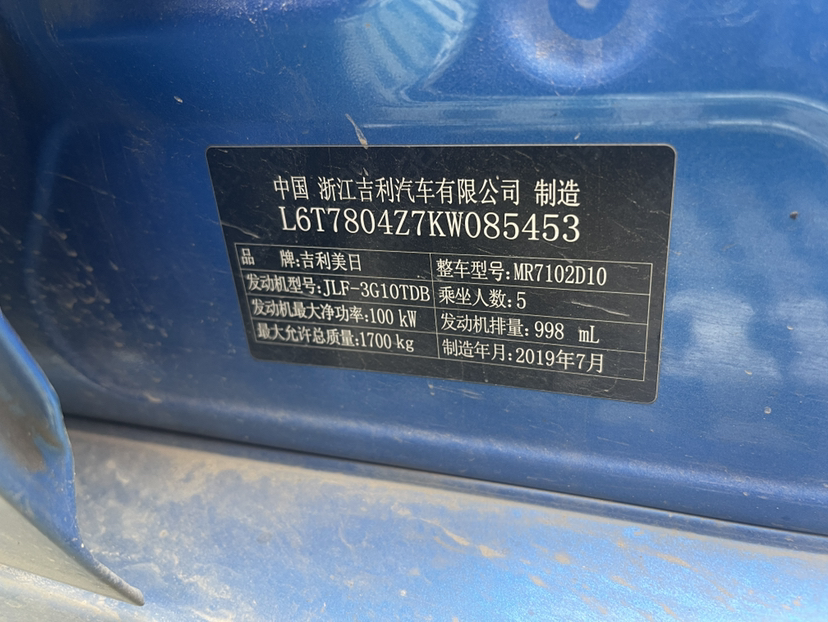 中国 浙江吉利汽车有限公司 制造
L6T7804Z7KW085453
品 牌:吉利美日 整车型号:MR7102D10
发动机型号:JLF-3G10TDB 乘坐人数:5
发动机最大净功率:100 kW 发动机排量:998 mL
最大允许总质量:1700 kg 制造年月:2019年7月